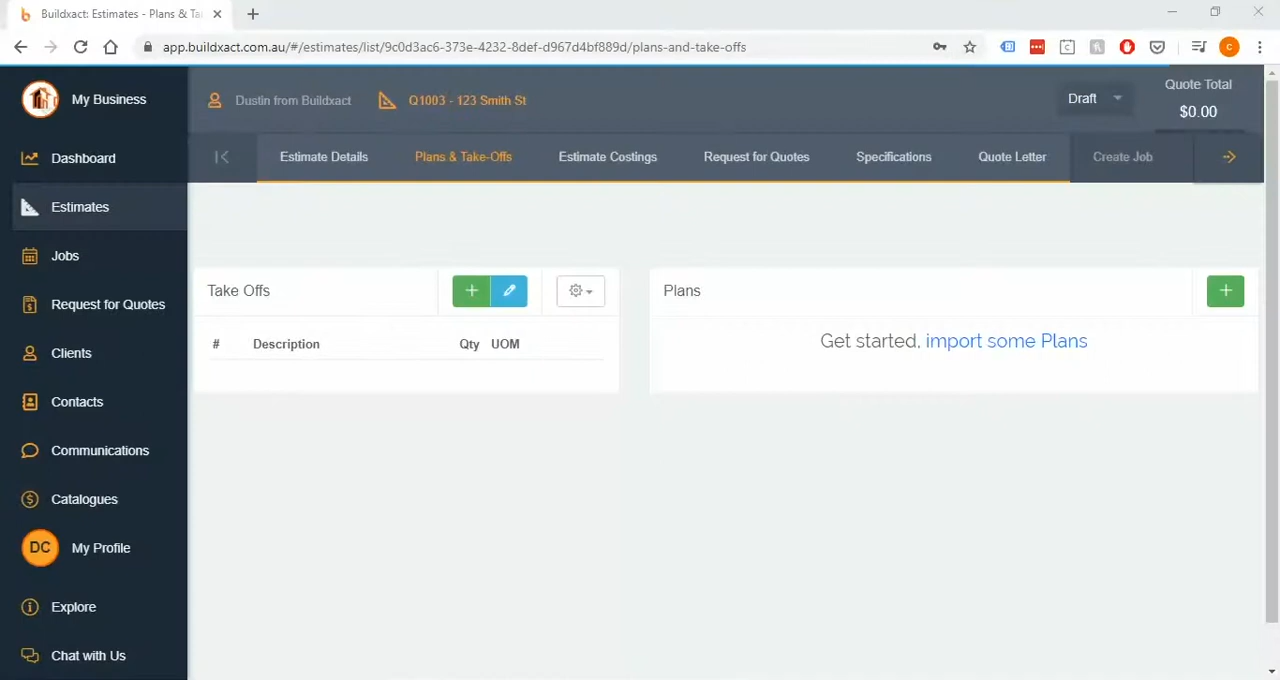 Buildxact: Estimates - Plans & Ta
app.buildxact.com.au/#/estimates/list/9c0d3ac6-373e-4232-8def-d967d4bf889d/plans-and-take-offs
C
My Business
Dustin from Buildxact
Q1003 - 123 Smith St
Draft
Quote Total
$0.00
Estimate Details
Plans & Take-Offs
Estimate Costings
Request for Quotes
Specifications
Quote Letter
Create Job
Dashboard
Estimates
Jobs
Request for Quotes
Clients
Contacts
Communications
Catalogues
DC My Profile
Explore
Chat with Us
Take Offs
# Description Qty UOM
Plans
Get started, import some Plans